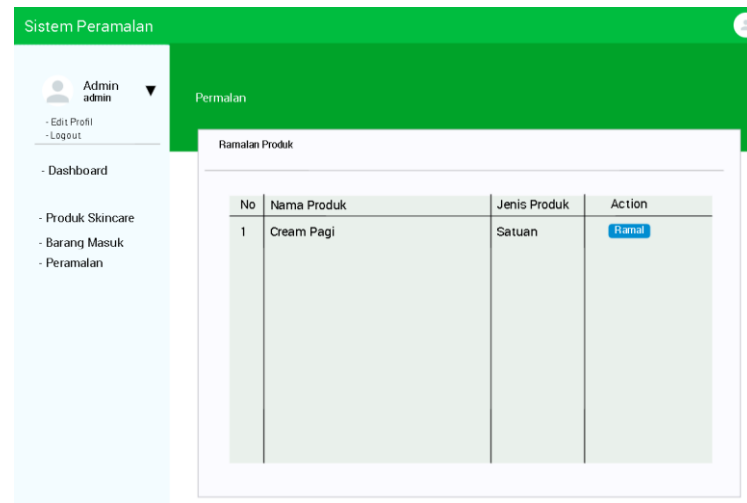 Sistem Peramalan
Admin
admin
- Edit Profil
- Logout
- Dashboard
- Produk Skincare
- Barang Masuk
- Peramalan
Permalan
Ramalan Produk
No Nama Produk Jenis Produk Action
1 Cream Pagi Satuan Ramal